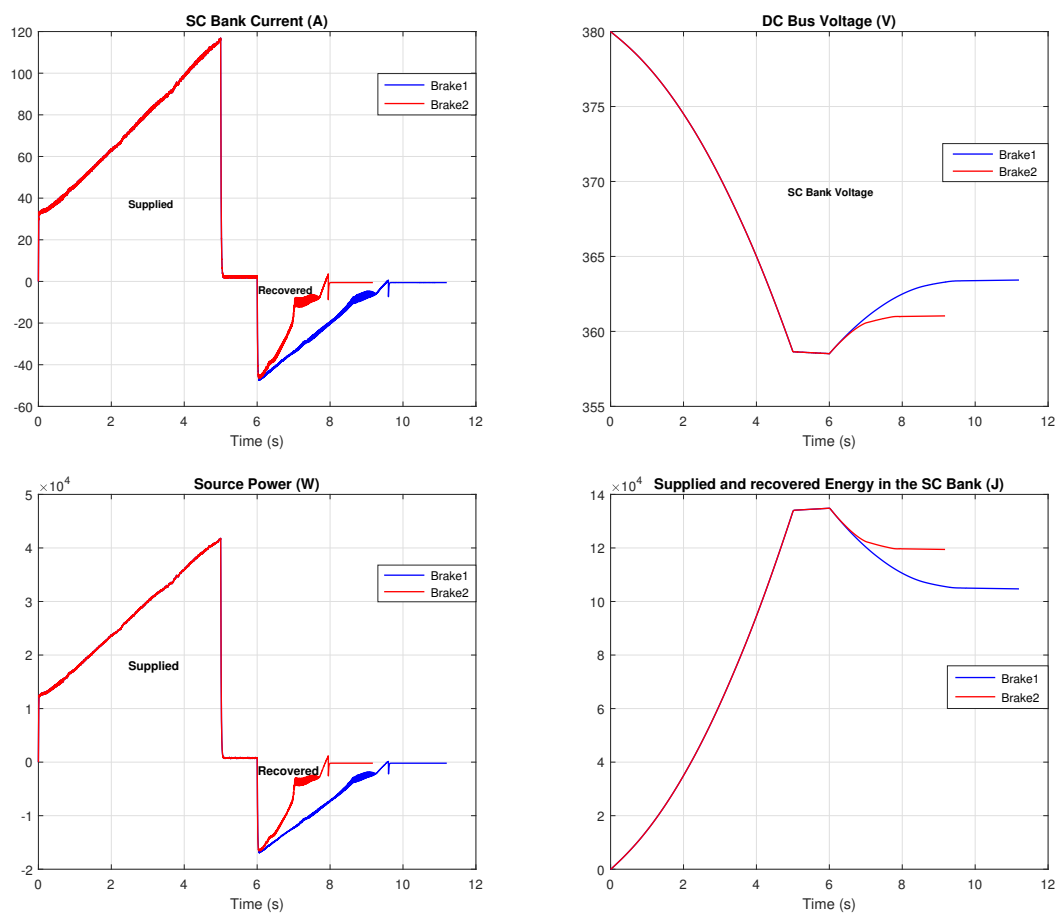 SC Bank Current (A)
120
100
80
60
40
20
0
-20
-40
-60
Brake1
Brake2
Supplied
Recovered
0 2 4 6 8 10 12
Time (s)
DC Bus Voltage (V)
380
375
370
365
360
355
Brake1
Brake2
SC Bank Voltage
0 2 4 6 8 10 12
Time (s)
Source Power (W)
×10⁴
5
4
3
2
1
0
-1
-2
Brake1
Brake2
Supplied
Recovered
0 2 4 6 8 10 12
Time (s)
Supplied and recovered Energy in the SC Bank (J)
×10⁴
14
12
10
8
6
4
2
0
Brake1
Brake2
0 2 4 6 8 10 12
Time (s)